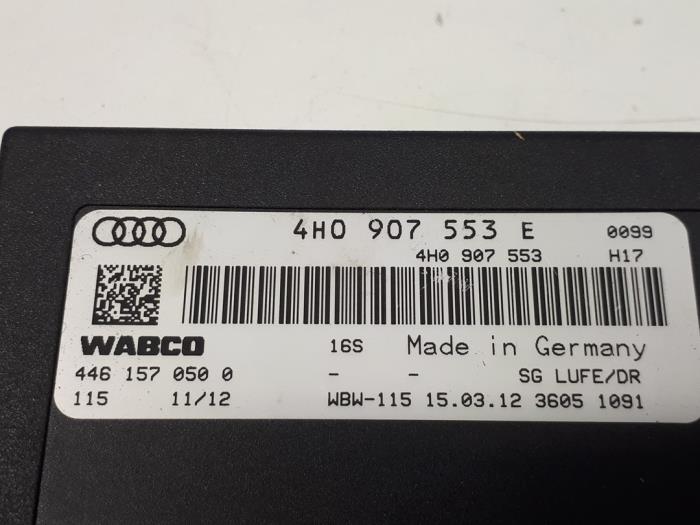 4H0 907 553 E 0099
4H0 907 553 H17
WABCO 16S Made in Germany
446 157 050 0 - - SG LUFE/DR
115 11/12 WBW-115 15.03.12 3605 1091